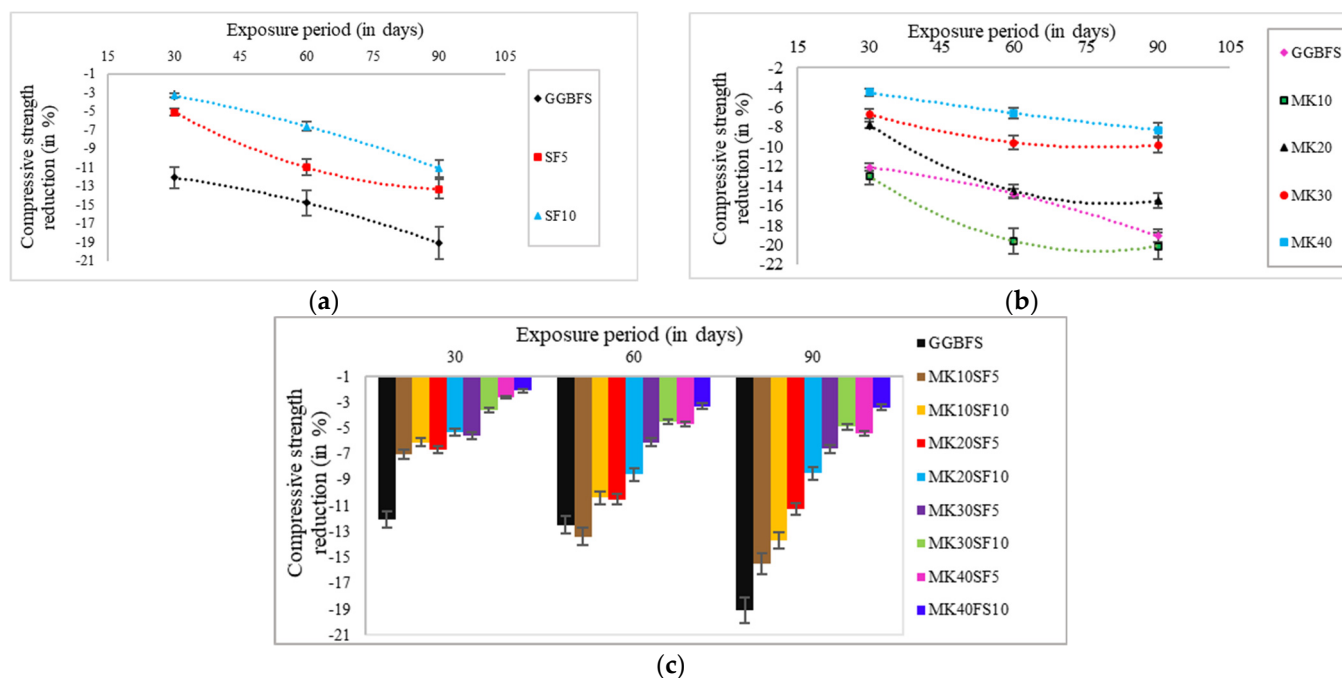 Exposure period (in days)
15 30 45 60 75 90 105
-1
-3
-5
-7
-9
-11
-13
-15
-17
-19
-21
Compressive strength
reduction (in %)
GGBFS
SF5
SF10
(a)
Exposure period (in days)
15 30 45 60 75 90 105
-2
-4
-6
-8
-10
-12
-14
-16
-18
-20
-22
Compressive strength
reduction (in %)
GGBFS
MK10
MK20
MK30
MK40
(b)
Exposure period (in days)
30 60 90
-1
-3
-5
-7
-9
-11
-13
-15
-17
-19
-21
Compressive strength
reduction (in %)
GGBFS
MK10SF5
MK10SF10
MK20SF5
MK20SF10
MK30SF5
MK30SF10
MK40SF5
MK40FS10
(c)